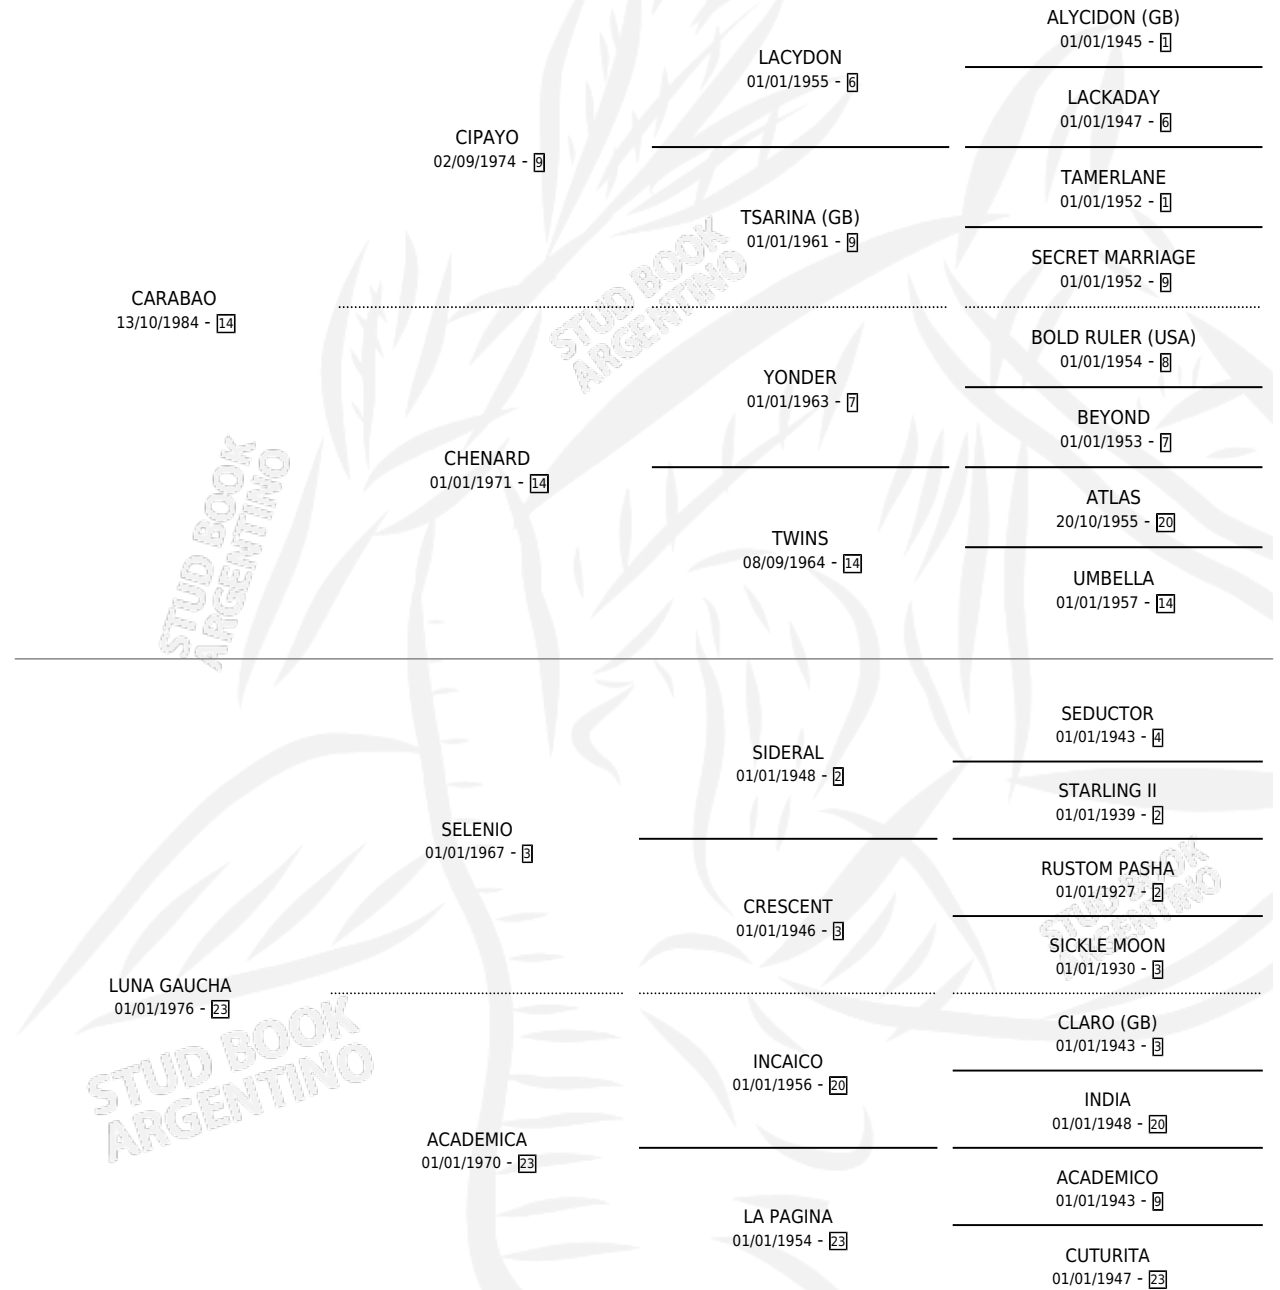 ALYCIDON (GB)
01/01/1945 - 1
LACYDON
01/01/1955 - 6
LACKADAY
01/01/1947 - 6
CIPAYO
02/09/1974 - 9
TAMERLANE
01/01/1952 - 1
TSARINA (GB)
01/01/1961 - 9
SECRET MARRIAGE
01/01/1952 - 9
CARABAO
13/10/1984 - 14
BOLD RULER (USA)
01/01/1954 - 8
YONDER
01/01/1963 - 7
BEYOND
01/01/1953 - 7
CHENARD
01/01/1971 - 14
ATLAS
20/10/1955 - 20
TWINS
08/09/1964 - 14
UMBELLA
01/01/1957 - 14
SEDUCTOR
01/01/1943 - 4
SIDERAL
01/01/1948 - 2
STARLING II
01/01/1939 - 2
SELENIO
01/01/1967 - 3
RUSTOM PASHA
01/01/1927 - 2
CRESCENT
01/01/1946 - 3
SICKLE MOON
01/01/1930 - 3
LUNA GAUCHA
01/01/1976 - 23
CLARO (GB)
01/01/1943 - 3
INCAICO
01/01/1956 - 20
INDIA
01/01/1948 - 20
ACADEMICA
01/01/1970 - 23
ACADEMICO
01/01/1943 - 9
LA PAGINA
01/01/1954 - 23
CUTURITA
01/01/1947 - 23
STUD BOOK
ARGENTINO
STUD BOOK
ARGENTINO
STUD BOOK
ARGENTINO
STUD BOOK
ARGENTINO